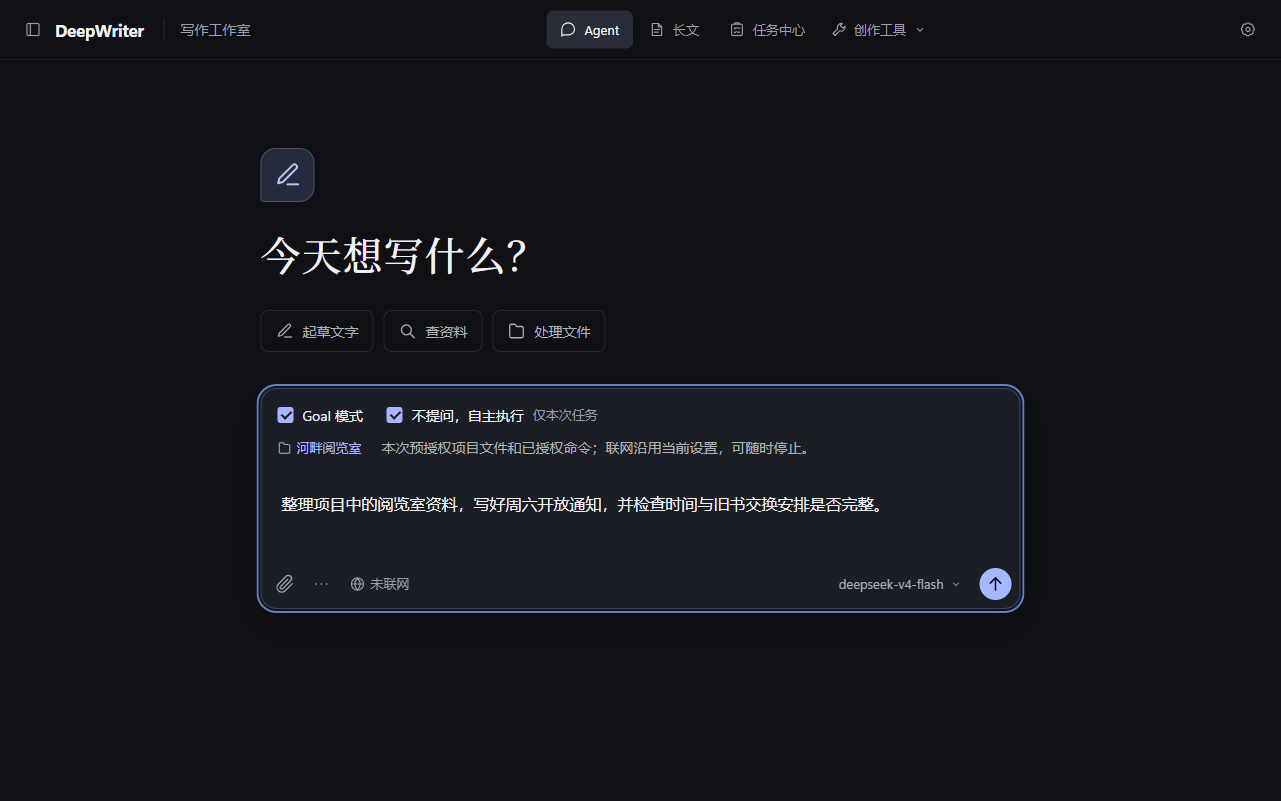 DeepWriter 写作工作室 Agent 长文 任务中心 创作工具
今天想写什么？
起草文字 查资料 处理文件
Goal 模式 不提问，自主执行 仅本次任务
河畔阅览室 本次预授权项目文件和已授权命令；联网沿用当前设置，可随时停止。
整理项目中的阅览室资料，写好周六开放通知，并检查时间与旧书交换安排是否完整。
未联网 deepseek-v4-flash